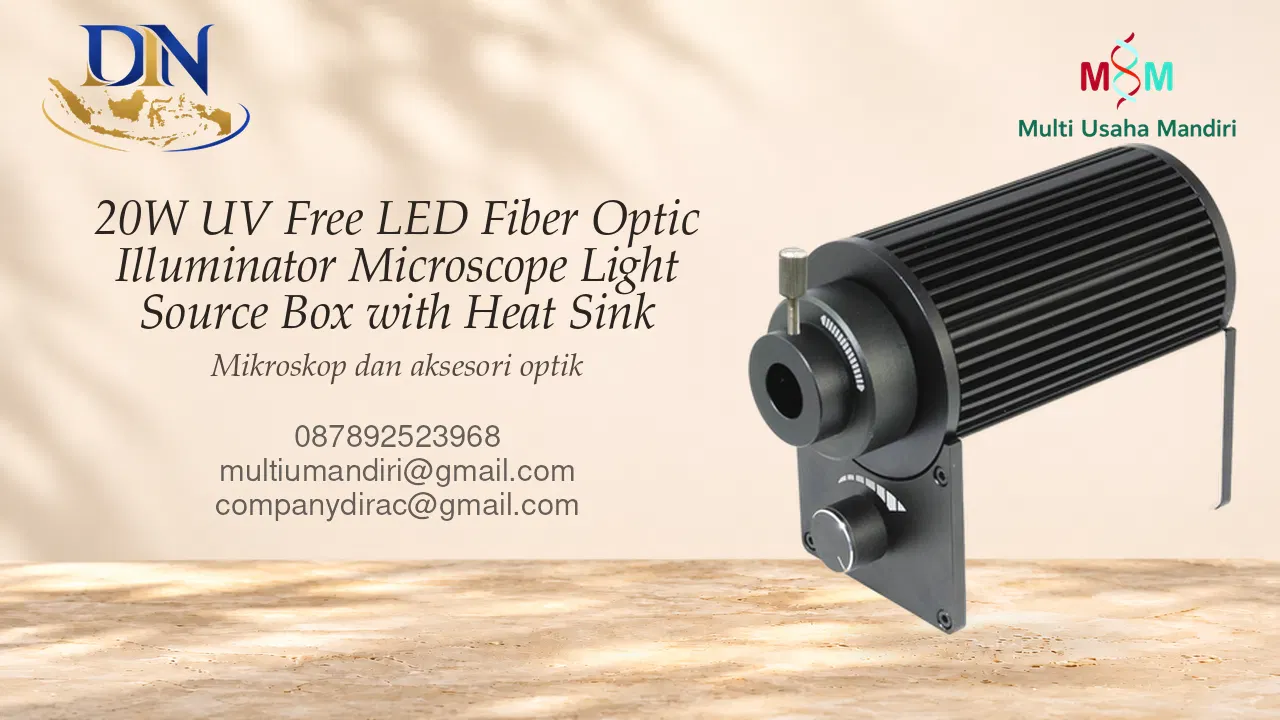 DIN
MSM
Multi Usaha Mandiri
20W UV Free LED Fiber Optic
Illuminator Microscope Light
Source Box with Heat Sink
Mikroskop dan aksesori optik
087892523968
multiumandiri@gmail.com
companydirac@gmail.com